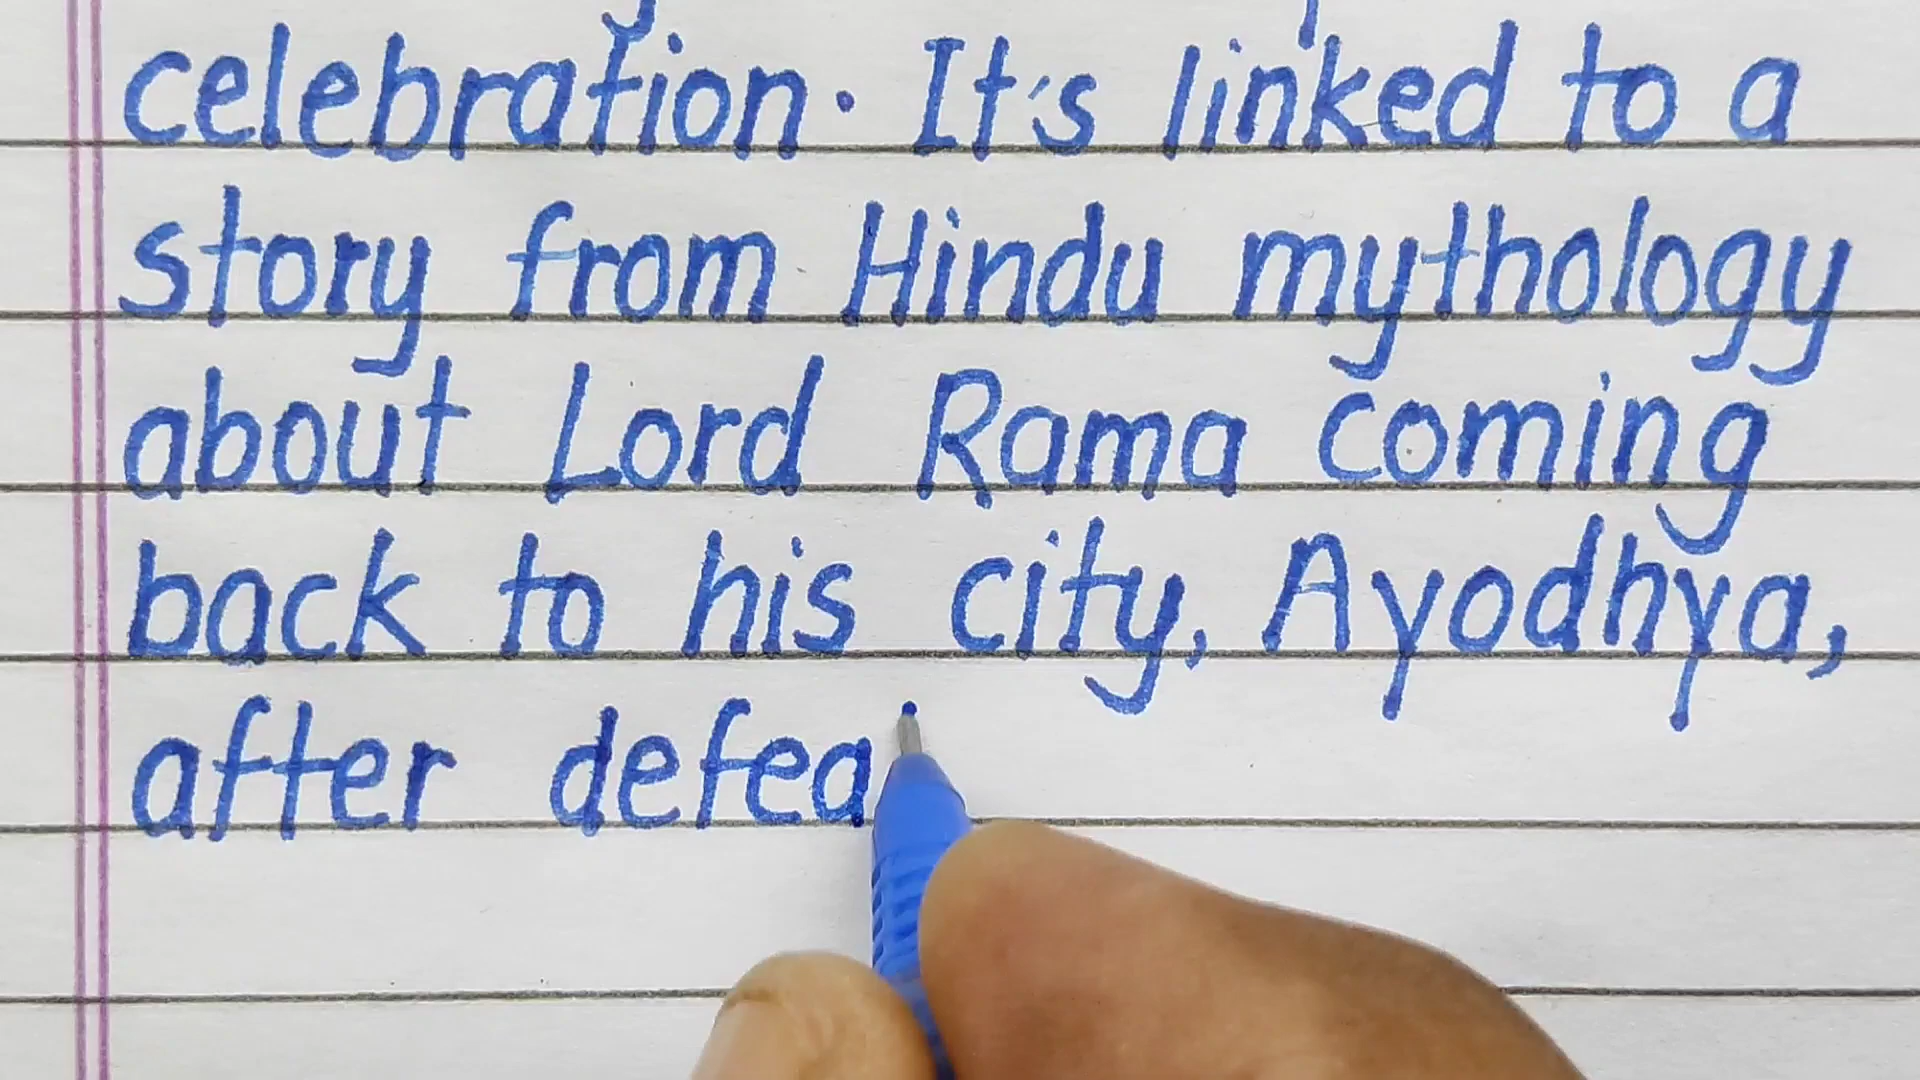 celebration. It's linked to a
story from Hindu mythology
about Lord Rama coming
back to his city, Ayodhya,
after defea